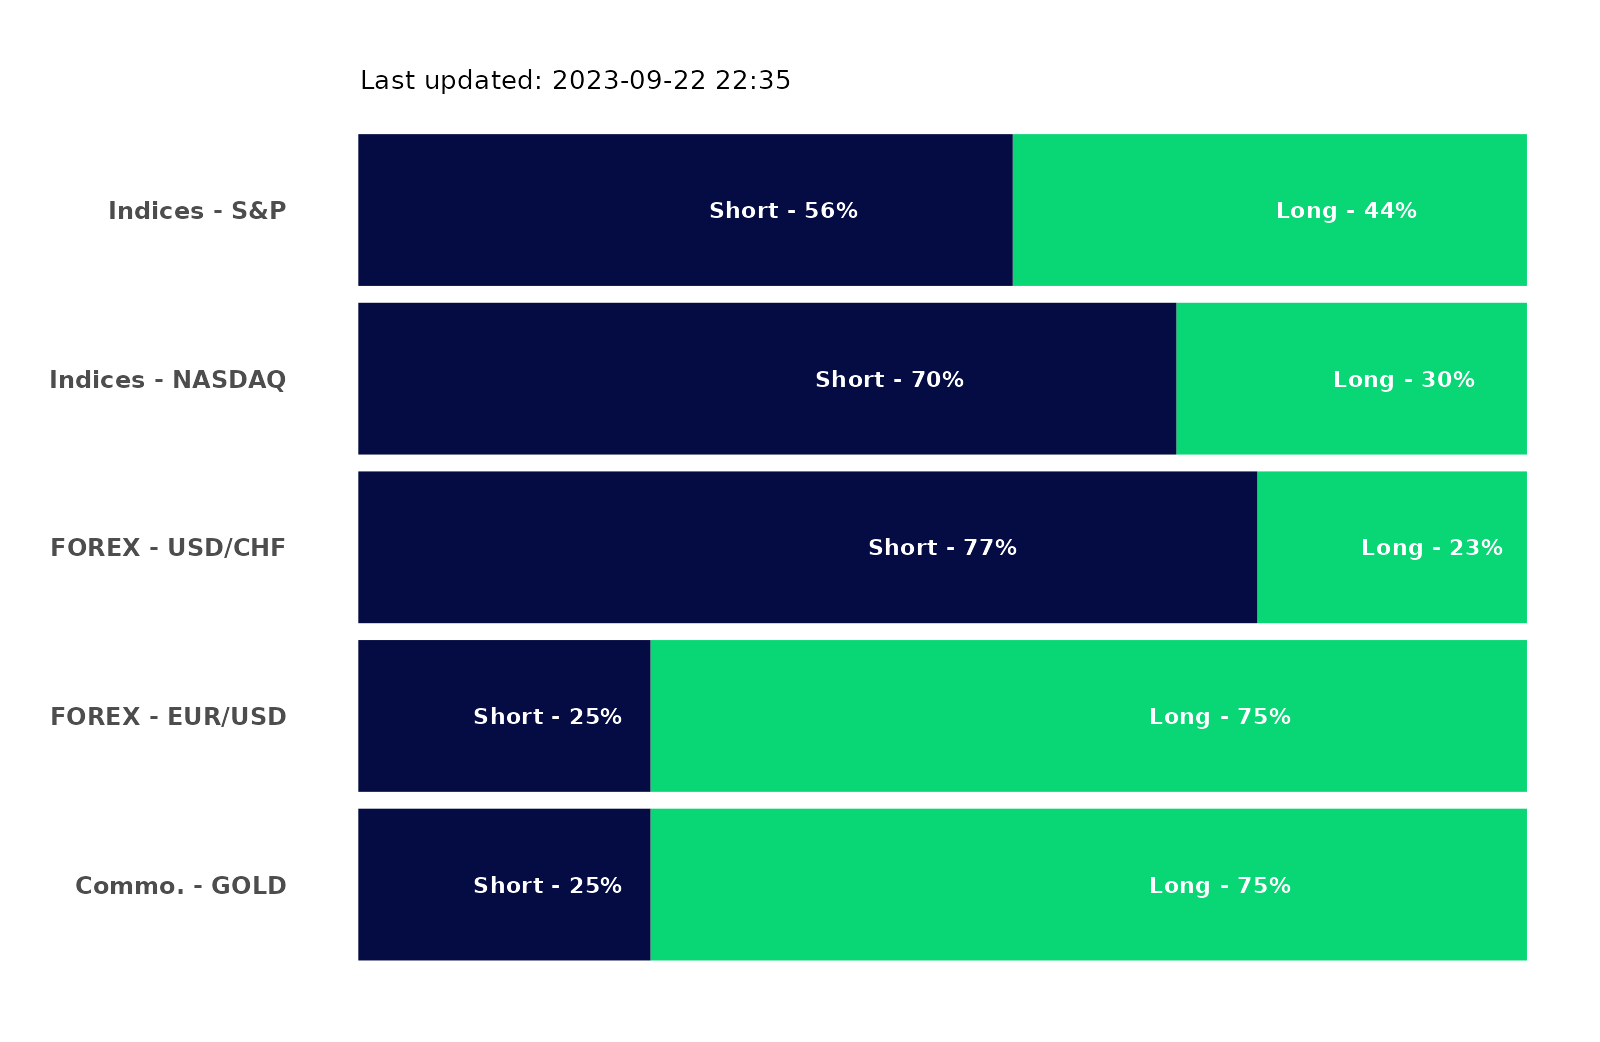 Last updated: 2023-09-22 22:35
Indices - S&P
Short - 56%
Long - 44%
Indices - NASDAQ
Short - 70%
Long - 30%
FOREX - USD/CHF
Short - 77%
Long - 23%
FOREX - EUR/USD
Short - 25%
Long - 75%
Commo. - GOLD
Short - 25%
Long - 75%